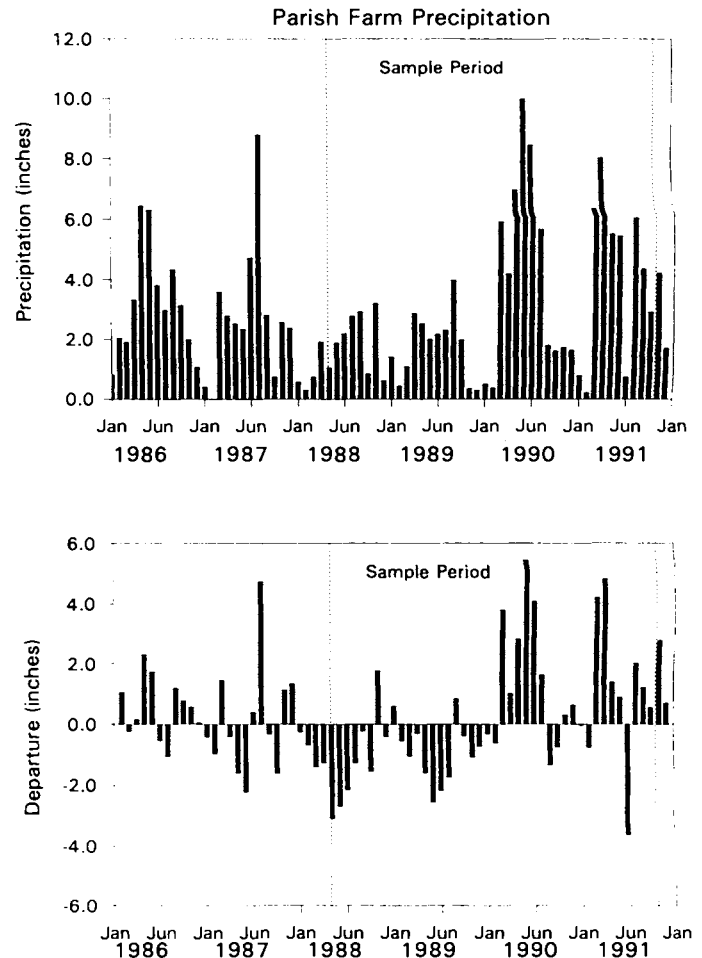 Parish Farm Precipitation
12.0
Sample Period
10.0
8.0
6.0
4.0
2.0
0.0
Precipitation (inches)
Jan Jun Jan Jun Jan Jun Jan Jun Jan Jun Jan Jun Jan
1986 1987 1988 1989 1990 1991
6.0
Sample Period
4.0
2.0
0.0
-2.0
-4.0
-6.0
Departure (inches)
Jan Jun Jan Jun Jan Jun Jan Jun Jan Jun Jan Jun Jan
1986 1987 1988 1989 1990 1991